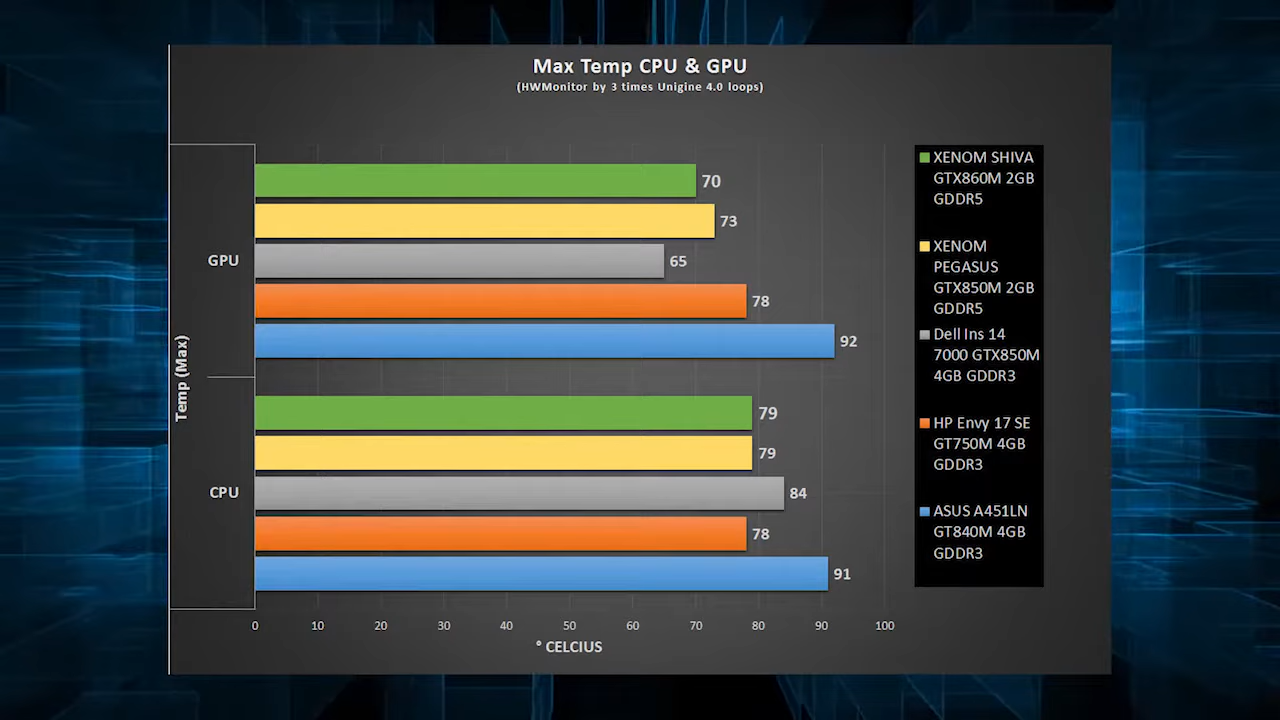 Max Temp CPU & GPU
(HWMonitor by 3 times Unigine 4.0 loops)
Temp (Max)
GPU
70
73
65
78
92
CPU
79
79
84
78
91
0 10 20 30 40 50 60 70 80 90 100
° CELCIUS
XENOM SHIVA
GTX860M 2GB
GDDR5
XENOM
PEGASUS
GTX850M 2GB
GDDR5
Dell Ins 14
7000 GTX850M
4GB GDDR3
HP Envy 17 SE
GT750M 4GB
GDDR3
ASUS A451LN
GT840M 4GB
GDDR3